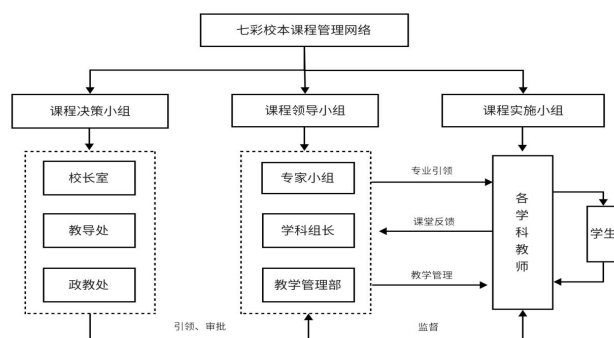 七彩校本课程管理网络
课程决策小组
课程领导小组
课程实施小组
校长室
教导处
政教处
专家小组
学科组长
教学管理部
专业引领
课堂反馈
教学管理
各学科教师
学生
引领、审批
监督